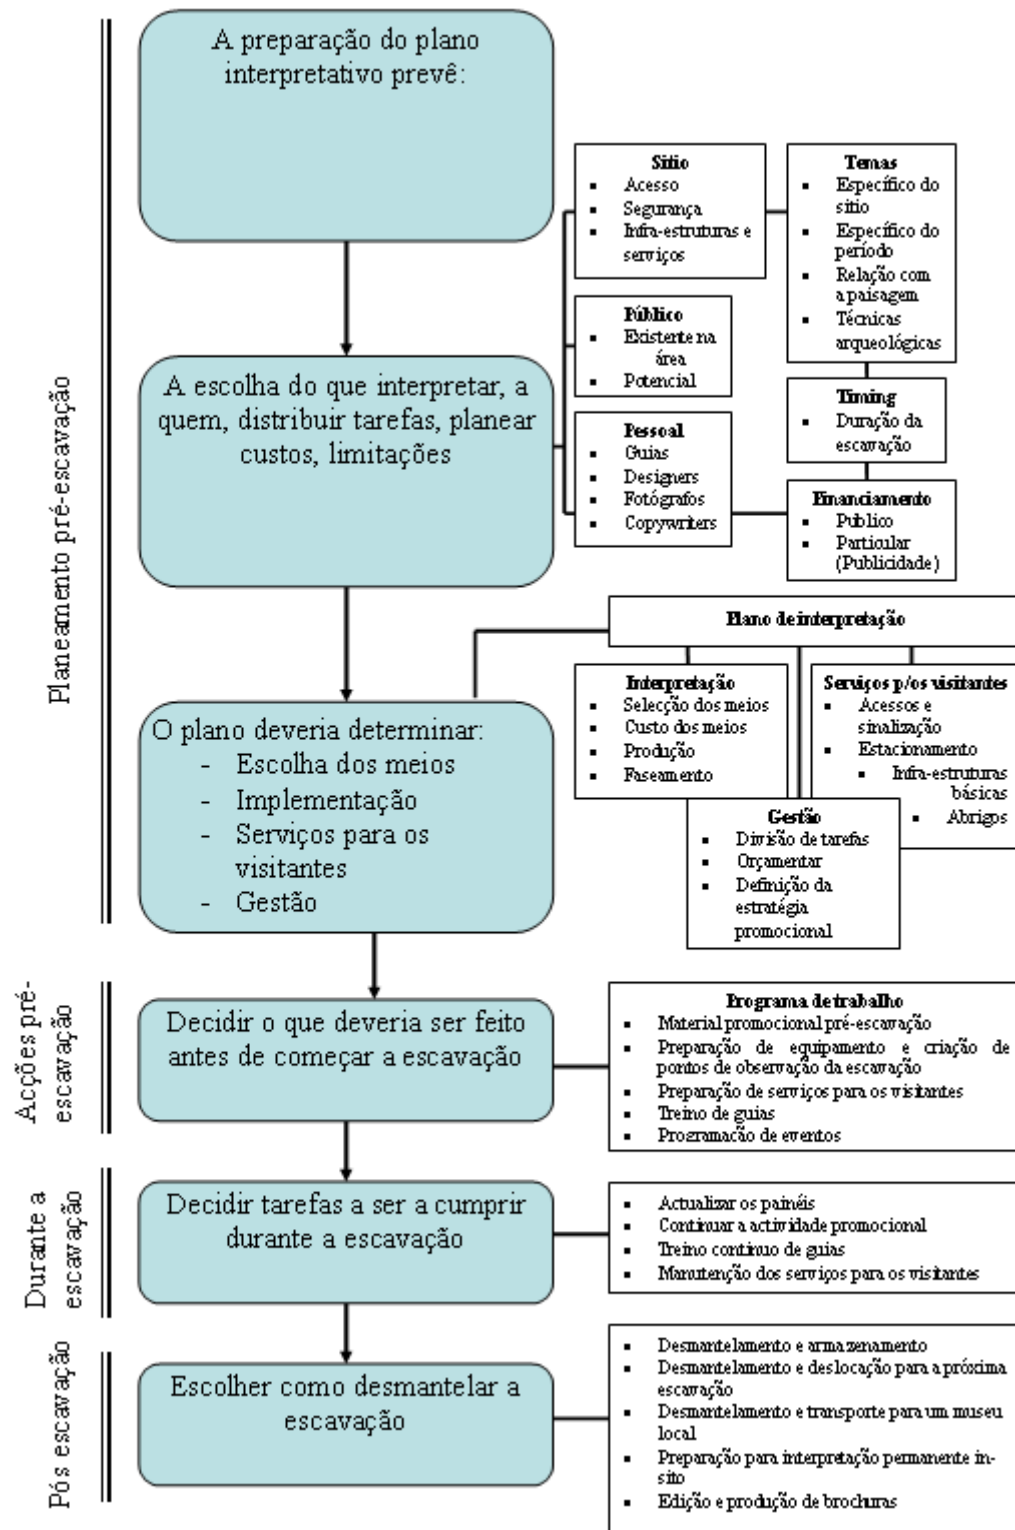 Planeamento pré-escavação
A preparação do plano
interpretativo prevê:
A escolha do que interpretar, a
quem, distribuir tarefas, planear
custos, limitações
Sitio
▪ Acesso
▪ Segurança
▪ Infra-estruturas e
serviços
Público
▪ Existente na
área
▪ Potencial
Pessoal
▪ Guias
▪ Designers
▪ Fotógrafos
▪ Copywriters
Temas
▪ Específico do
sitio
▪ Específico do
período
▪ Relação com
a paisagem
▪ Técnicas
arqueológicas
Timing
▪ Duração da
escavação
Financiamento
▪ Publico
▪ Particular
(Publicidade)
O plano deveria determinar:
- Escolha dos meios
- Implementação
- Serviços para os
visitantes
- Gestão
Plano de interpretação
Interpretação
▪ Selecção dos meios
▪ Custo dos meios
▪ Produção
▪ Faseamento
Serviços p/os visitantes
▪ Acessos e
sinalização
▪ Estacionamento
▪ Infra-estruturas
básicas
▪ Abrigos
Gestão
▪ Divisão de tarefas
▪ Orçamentar
▪ Definição da
estratégia
promocional
Acções pré-
escavação
Decidir o que deveria ser feito
antes de começar a escavação
Programa de trabalho
▪ Material promocional pré-escavação
▪ Preparação de equipamento e criação de
pontos de observação da escavação
▪ Preparação de serviços para os visitantes
▪ Treino de guias
▪ Programacão de eventos
Durante a
escavação
Decidir tarefas a ser a cumprir
durante a escavação
▪ Actualizar os painéis
▪ Continuar a actividade promocional
▪ Treino continuo de guias
▪ Manutenção dos serviços para os visitantes
Pós escavação
Escolher como desmantelar a
escavação
▪ Desmantelamento e armazenamento
▪ Desmantelamento e deslocação para a próxima
escavação
▪ Desmantelamento e transporte para um museu
local
▪ Preparação para interpretação permanente in-
sito
▪ Edição e produção de brochuras